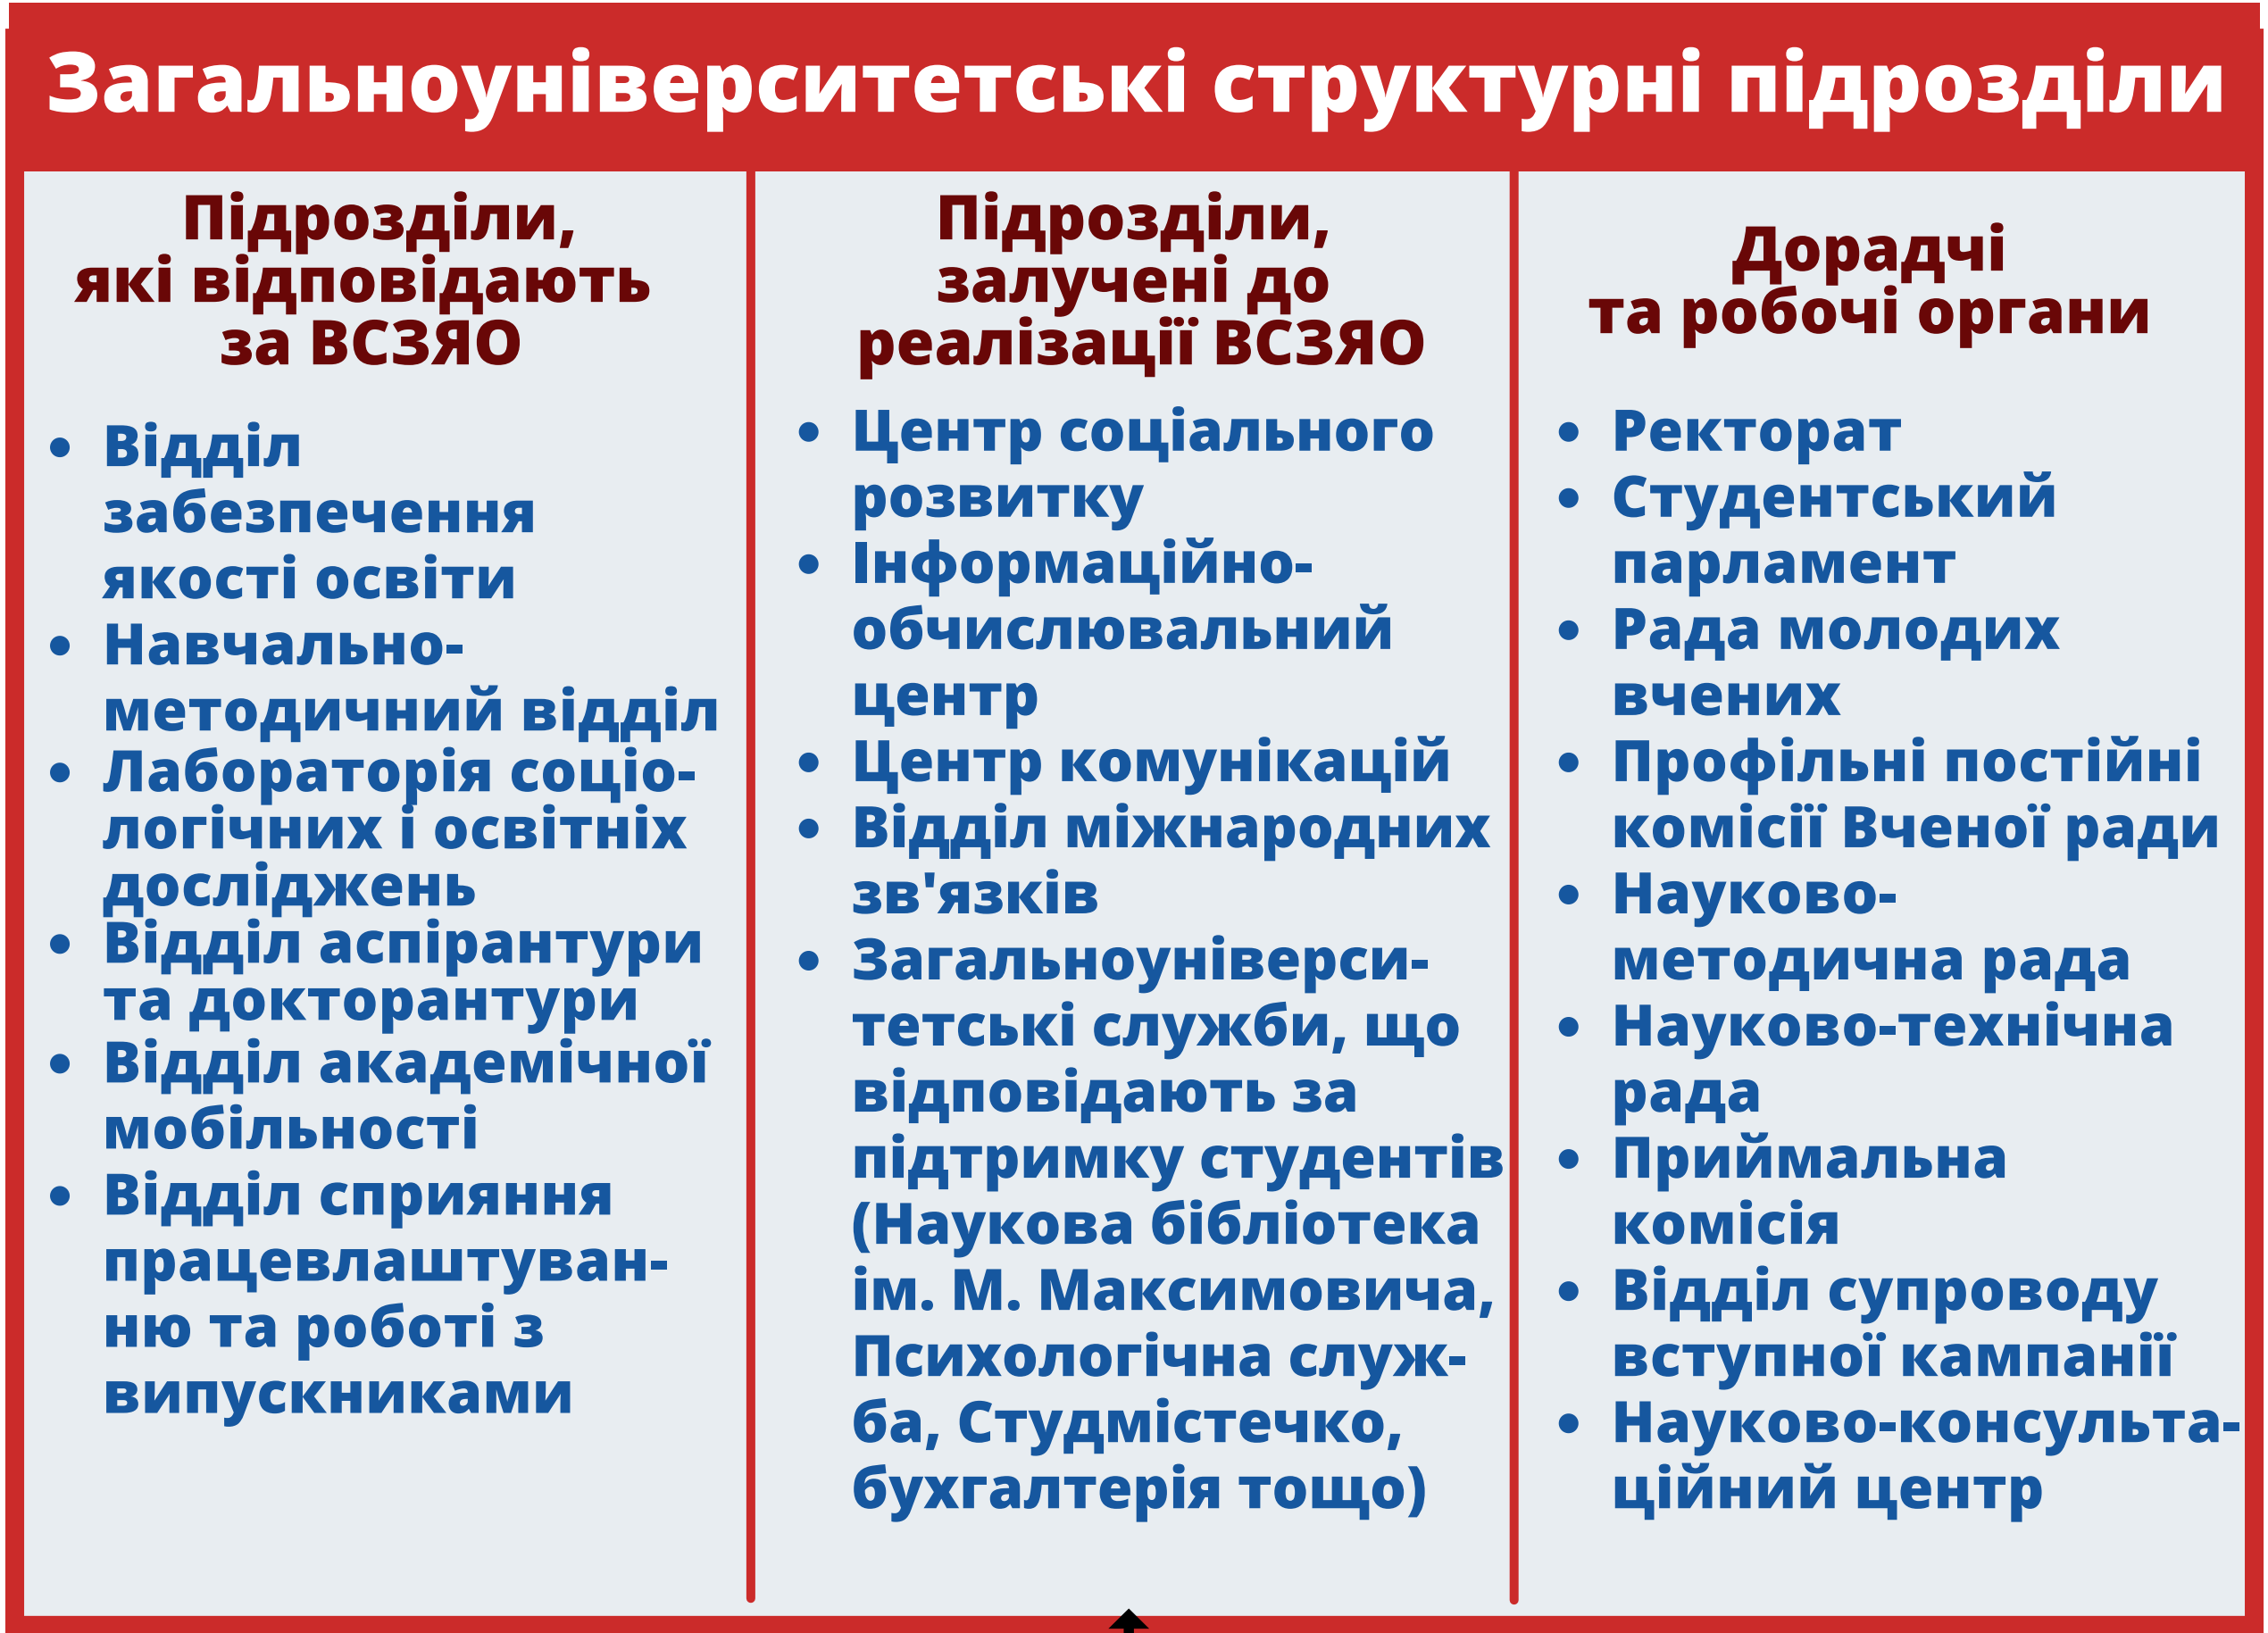 Загальноуніверситетські структурні підрозділи
Підрозділи,
які відповідають
за ВСЗЯО
• Відділ
забезпечення
якості освіти
• Навчально-
методичний відділ
• Лабораторія соціо-
логічних і освітніх
досліджень
• Відділ аспірантури
та докторантури
• Відділ академічної
мобільності
• Відділ сприяння
працевлаштуван-
ню та роботі з
випускниками
Підрозділи,
залучені до
реалізації ВСЗЯО
• Центр соціального
розвитку
• Інформаційно-
обчислювальний
центр
• Центр комунікацій
• Відділ міжнародних
зв'язків
• Загальноуніверси-
тетські служби, що
відповідають за
підтримку студентів
(Наукова бібліотека
ім. М. Максимовича,
Психологічна служ-
ба, Студмістечко,
бухгалтерія тощо)
Дорадчі
та робочі органи
• Ректорат
• Студентський
парламент
• Рада молодих
вчених
• Профільні постійні
комісії Вченої ради
• Науково-
методична рада
• Науково-технічна
рада
• Приймальна
комісія
• Відділ супроводу
вступної кампанії
• Науково-консульта-
ційний центр